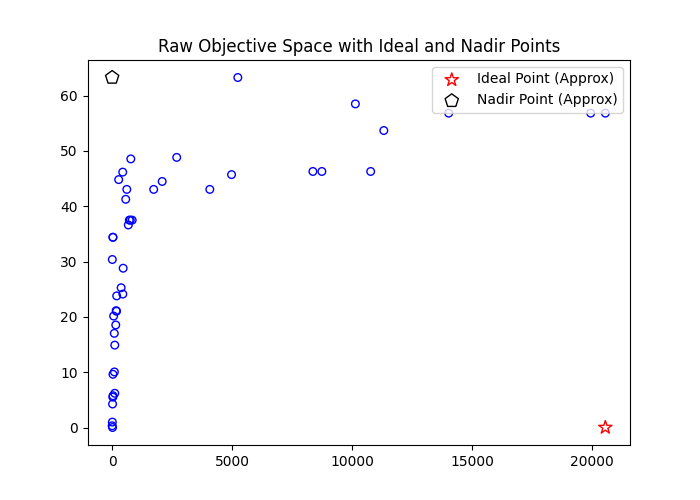 Raw Objective Space with Ideal and Nadir Points
Ideal Point (Approx)
Nadir Point (Approx)
60
50
40
30
20
10
0
0 5000 10000 15000 20000